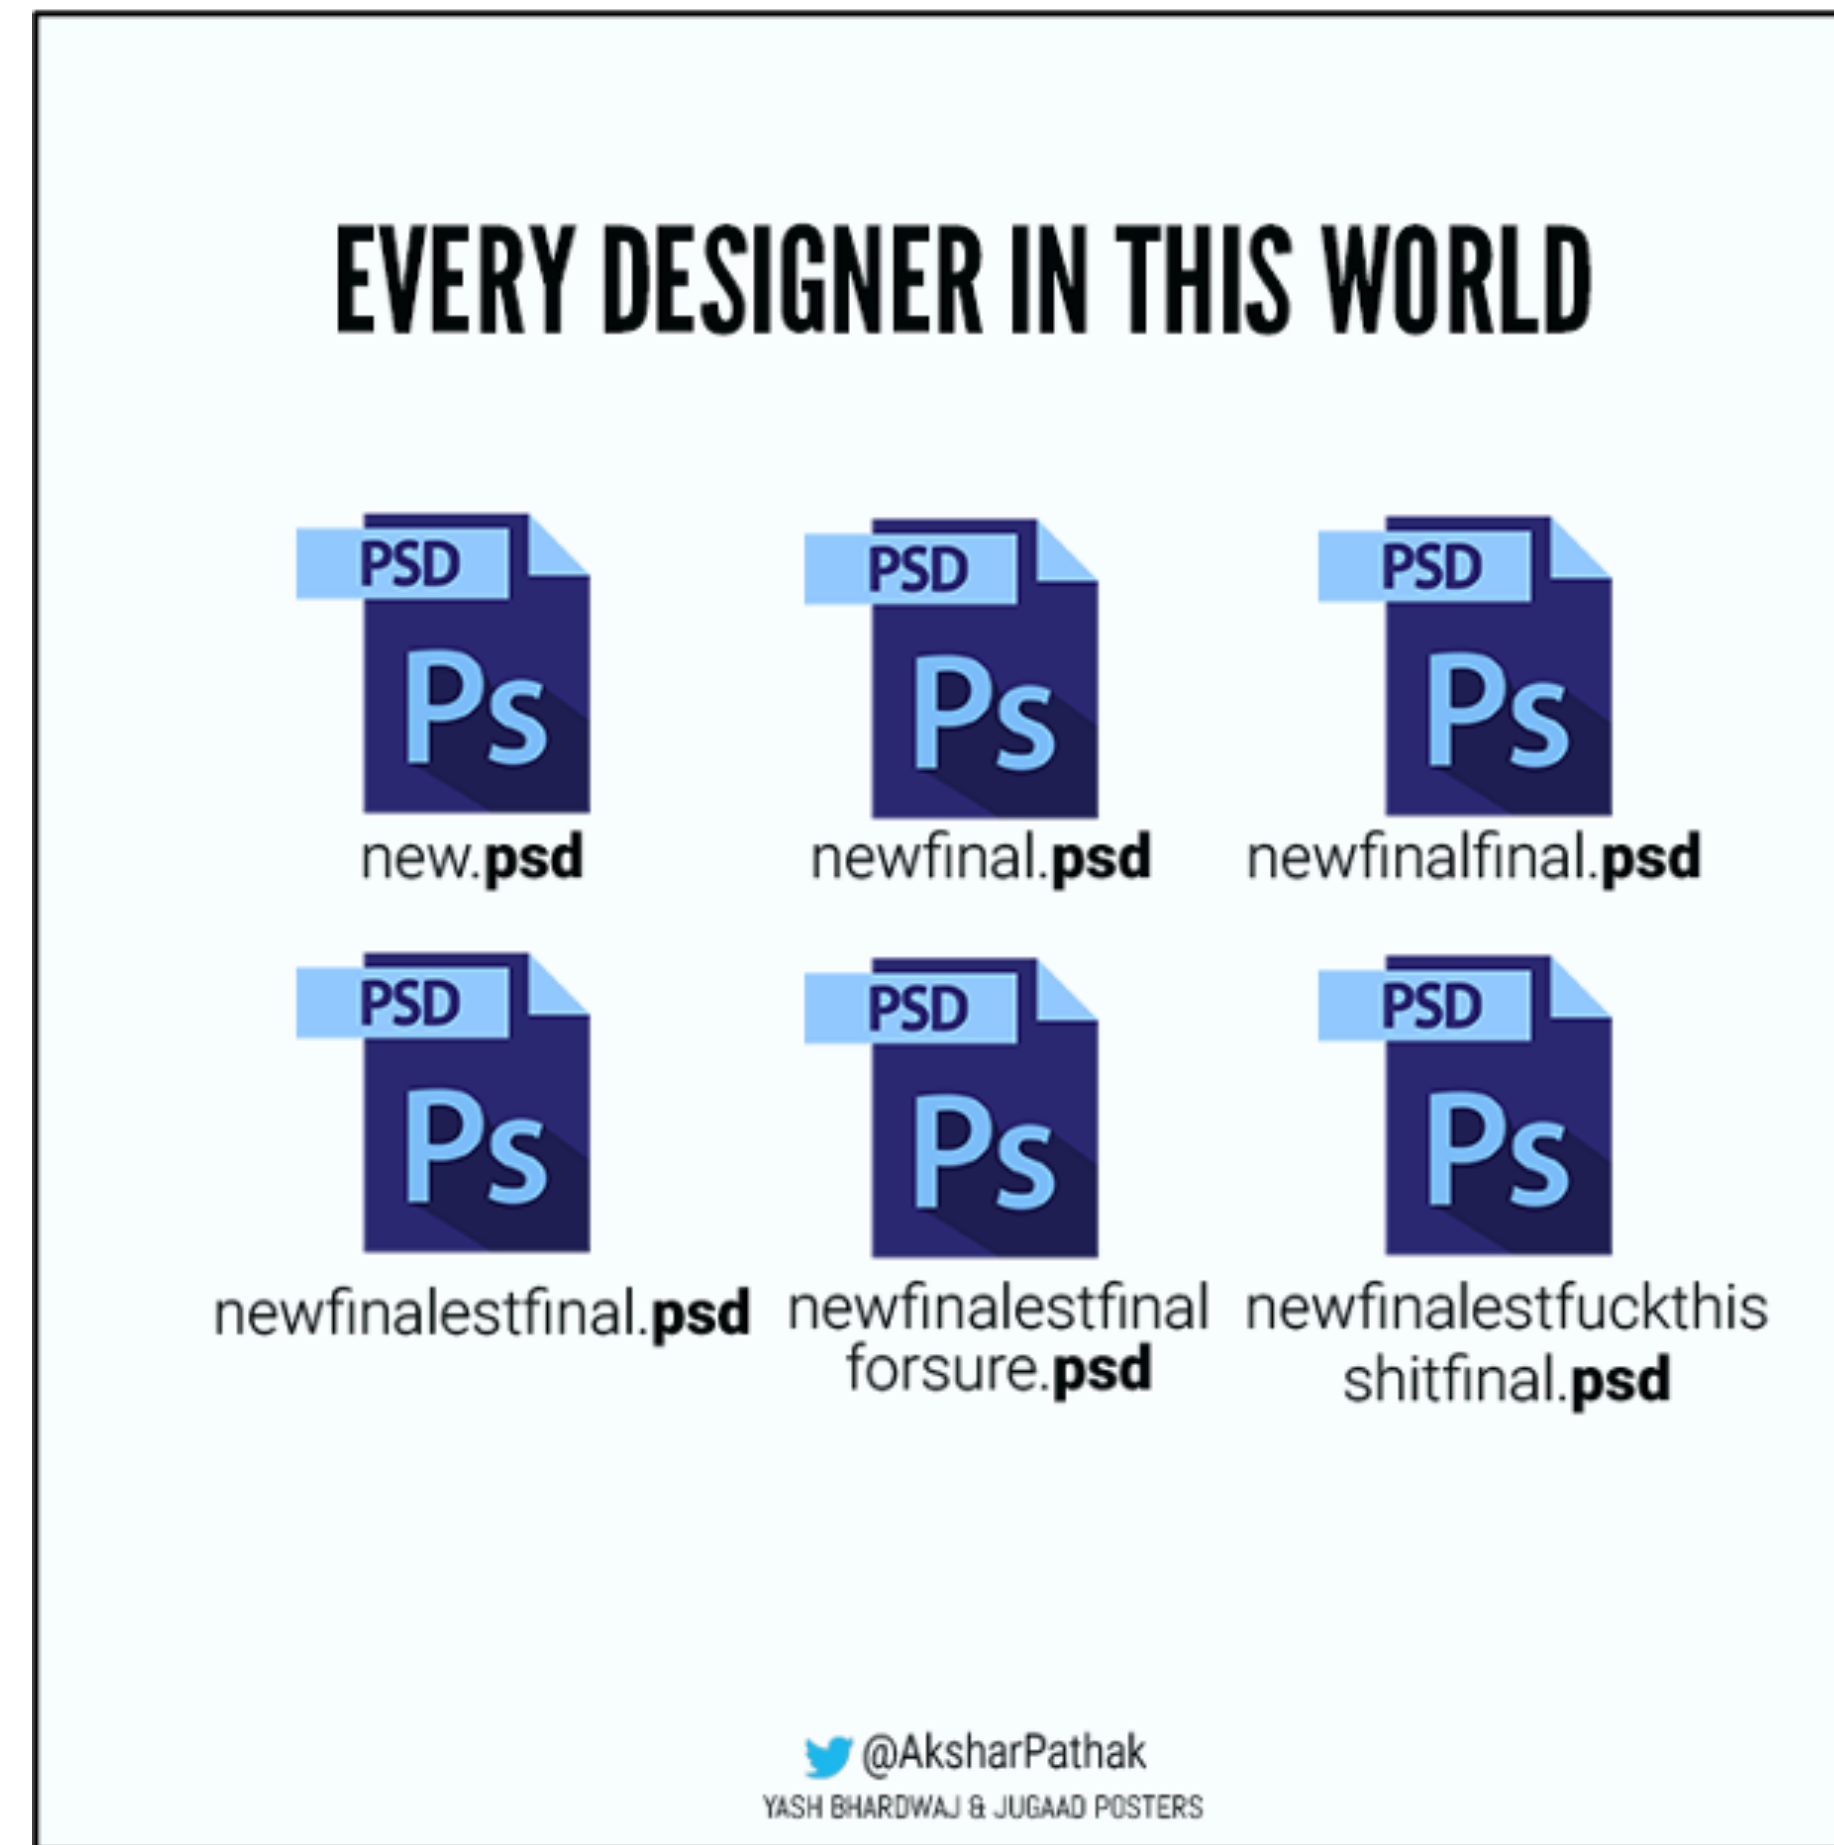 EVERY DESIGNER IN THIS WORLD
PSD
Ps
new.psd
PSD
Ps
newfinal.psd
PSD
Ps
newfinalfinal.psd
PSD
Ps
newfinalestfinal.psd
PSD
Ps
newfinalestfinal
forsure.psd
PSD
Ps
newfinalestfuckthis
shitfinal.psd
@AksharPathak
YASH BHARDWAJ & JUGAAD POSTERS